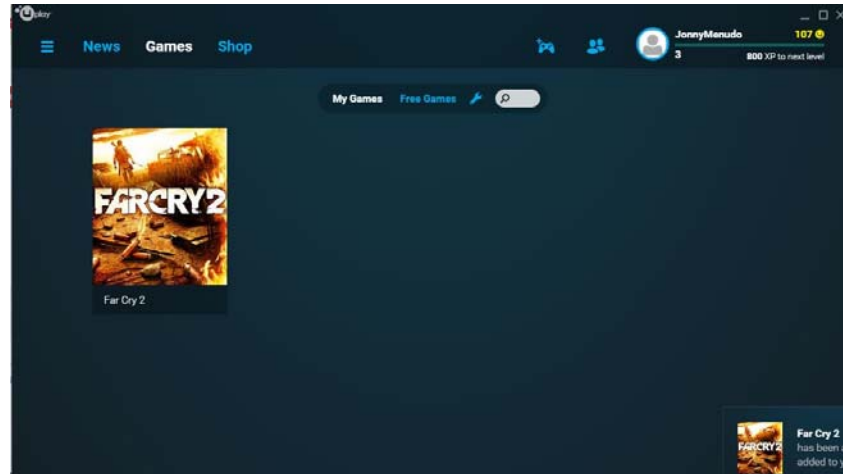 Uplay
News Games Shop
JonnyMenudo 107
3 800 XP to next level
My Games Free Games
FARCRY2
Far Cry 2
FARCRY2
Far Cry 2
has been a
added to y